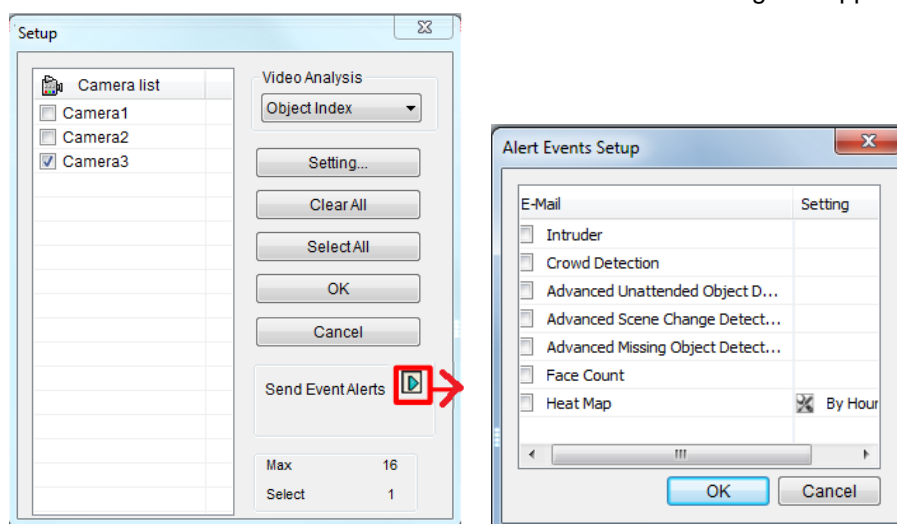 Setup
Camera list
Camera1
Camera2
Camera3
Video Analysis
Object Index
Setting...
Clear All
Select All
OK
Cancel
Send Event Alerts
Max 16
Select 1
Alert Events Setup
E-Mail Setting
Intruder
Crowd Detection
Advanced Unattended Object D...
Advanced Scene Change Detect...
Advanced Missing Object Detect...
Face Count
Heat Map By Hour
OK Cancel